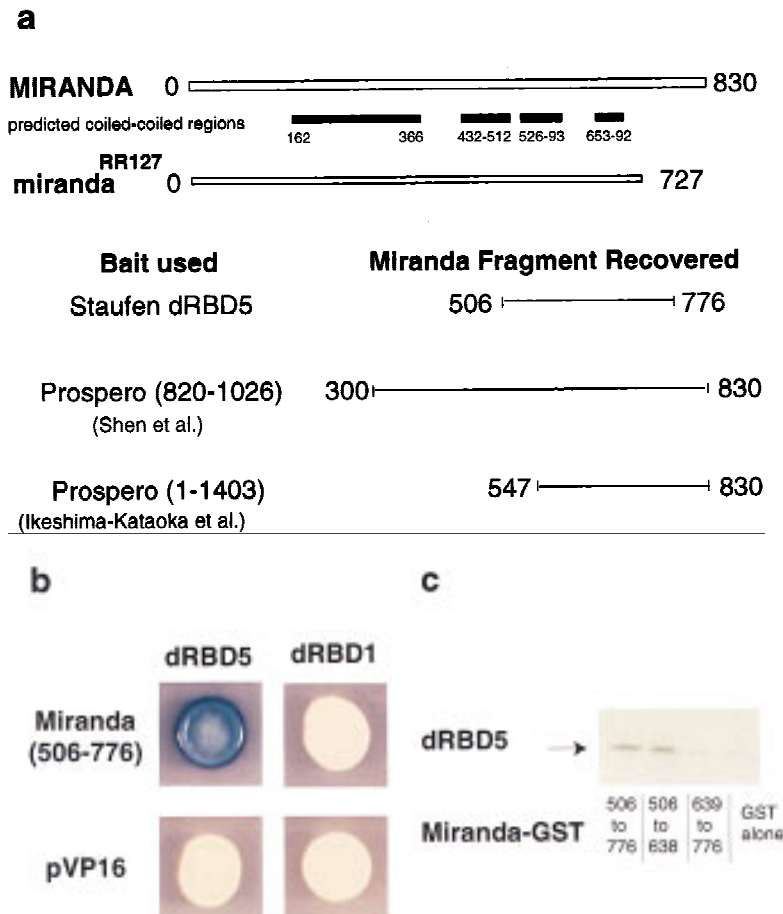 a
MIRANDA 0 830
predicted coiled-coiled regions
162 366 432-512 526-93 653-92
miranda RR127 0 727
Bait used Miranda Fragment Recovered
Staufen dRBD5 506 776
Prospero (820-1026) 300 830
(Shen et al.)
Prospero (1-1403) 547 830
(Ikeshima-Kataoka et al.)
b c
dRBD5 dRBD1
Miranda
(506-776)
pVP16
dRBD5
Miranda-GST
506 to 776
506 to 638
639 to 776
GST alone